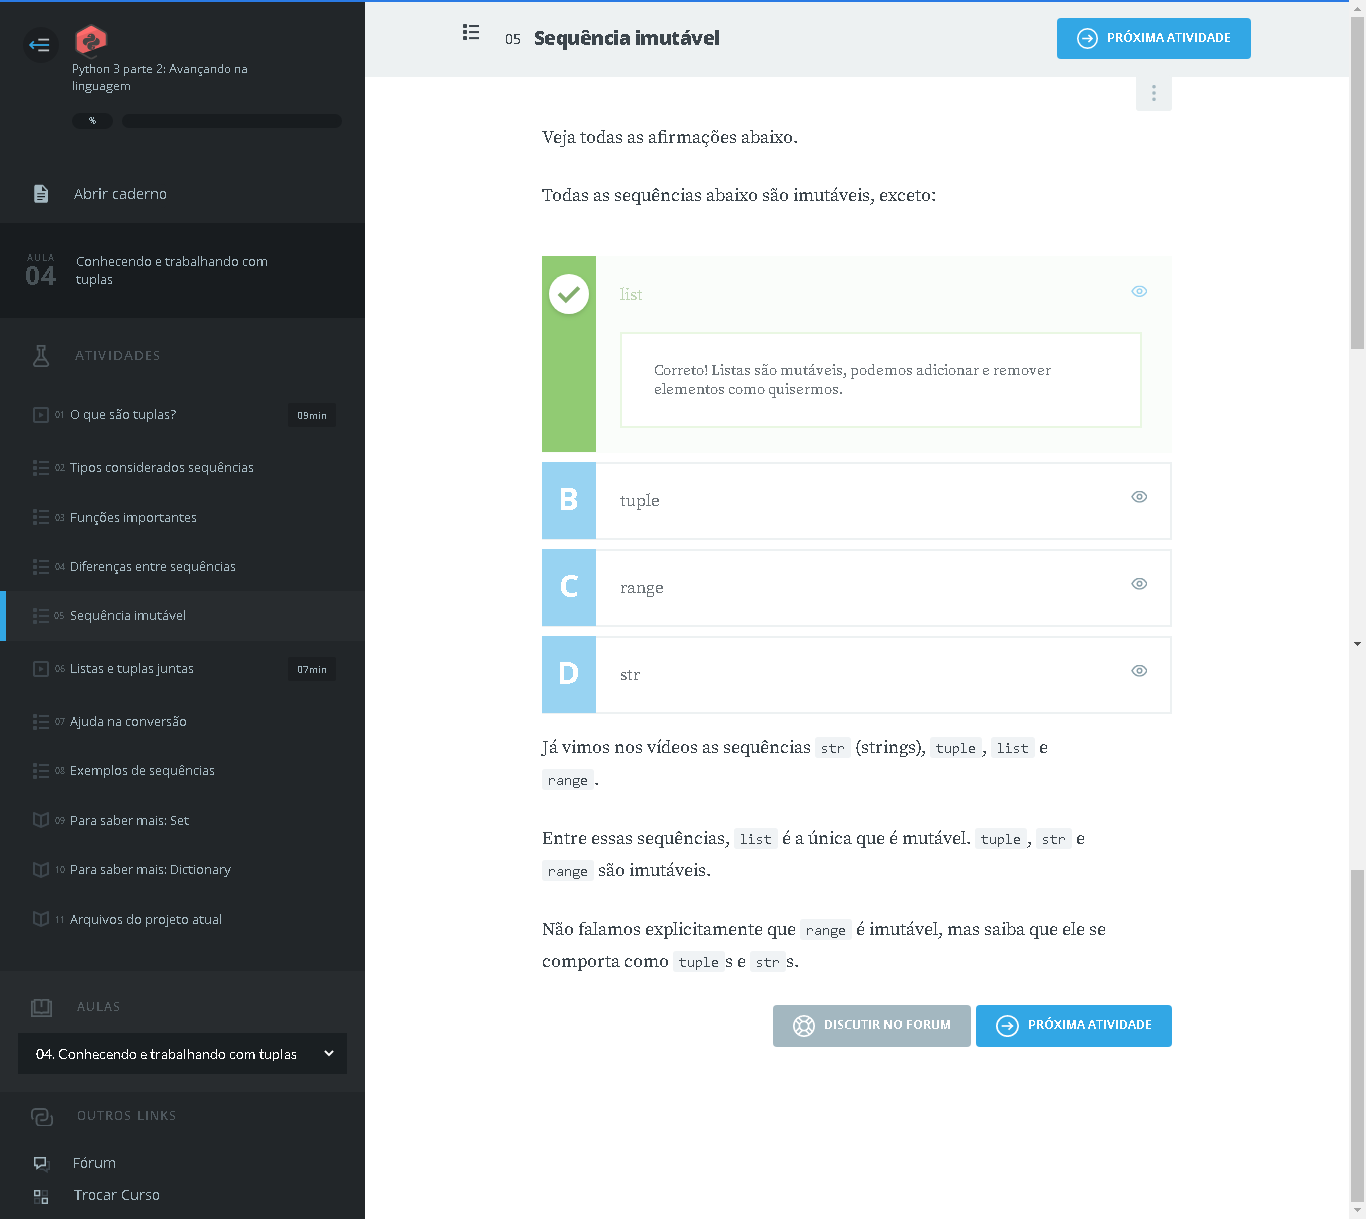 Python 3 parte 2: Avançando na
linguagem
%
Abrir caderno
AULA
04
Conhecendo e trabalhando com
tuplas
ATIVIDADES
01 O que são tuplas? 09min
02 Tipos considerados sequências
03 Funções importantes
04 Diferenças entre sequências
05 Sequência imutável
06 Listas e tuplas juntas 07min
07 Ajuda na conversão
08 Exemplos de sequências
09 Para saber mais: Set
10 Para saber mais: Dictionary
11 Arquivos do projeto atual
AULAS
04. Conhecendo e trabalhando com tuplas
OUTROS LINKS
Fórum
Trocar Curso
05 Sequência imutável
PRÓXIMA ATIVIDADE
Veja todas as afirmações abaixo.
Todas as sequências abaixo são imutáveis, exceto:
list
Correto! Listas são mutáveis, podemos adicionar e remover
elementos como quisermos.
B tuple
C range
D str
Já vimos nos vídeos as sequências str (strings), tuple, list e
range.
Entre essas sequências, list é a única que é mutável. tuple, str e
range são imutáveis.
Não falamos explicitamente que range é imutável, mas saiba que ele se
comporta como tuples e strs.
DISCUTIR NO FORUM
PRÓXIMA ATIVIDADE